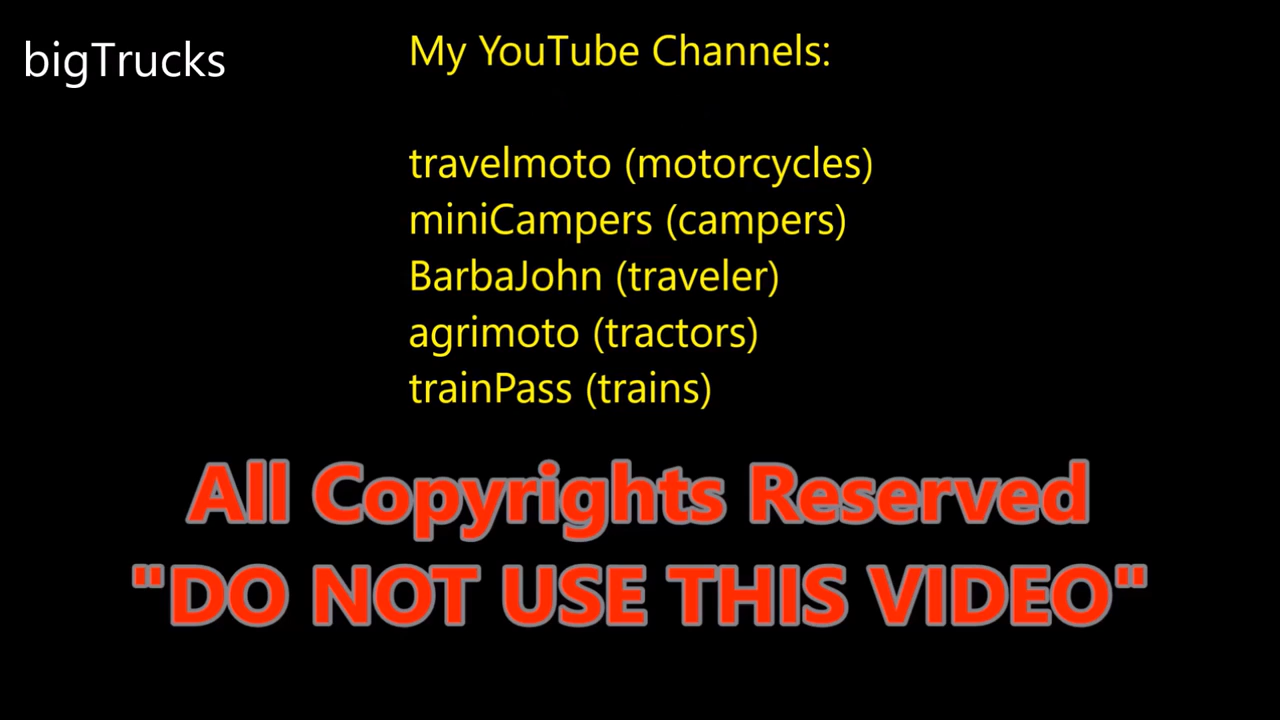 bigTrucks
My YouTube Channels:
travelmoto (motorcycles)
miniCampers (campers)
BarbaJohn (traveler)
agrimoto (tractors)
trainPass (trains)
All Copyrights Reserved
"DO NOT USE THIS VIDEO"